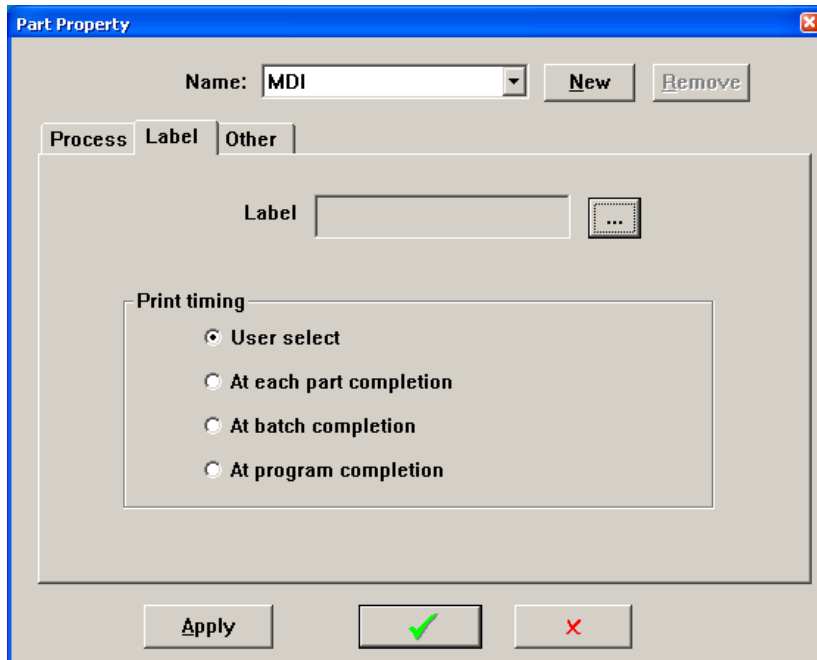 Part Property
Name: MDI New Remove
Process Label Other
Label ...
Print timing
User select
At each part completion
At batch completion
At program completion
Apply